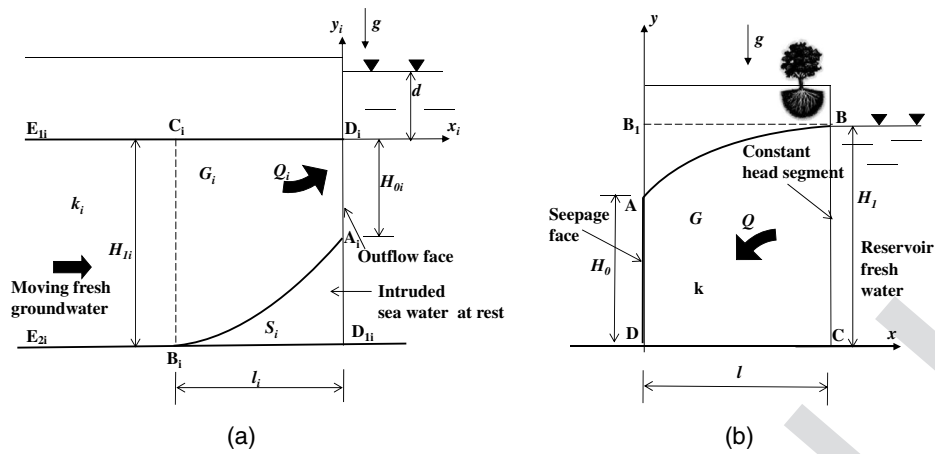 y_i
g
d
E_1i
C_i
D_i
x_i
G_i
Q_i
H_0i
k_i
H_1i
A_i
Outflow face
Moving fresh
groundwater
Intruded
sea water at rest
S_i
E_2i
B_i
D_1i
l_i
(a)
y
g
B_1
B
Constant
head segment
A
Seepage
face
G
Q
H_1
H_0
Reservoir
fresh
water
k
D
C
x
l
(b)